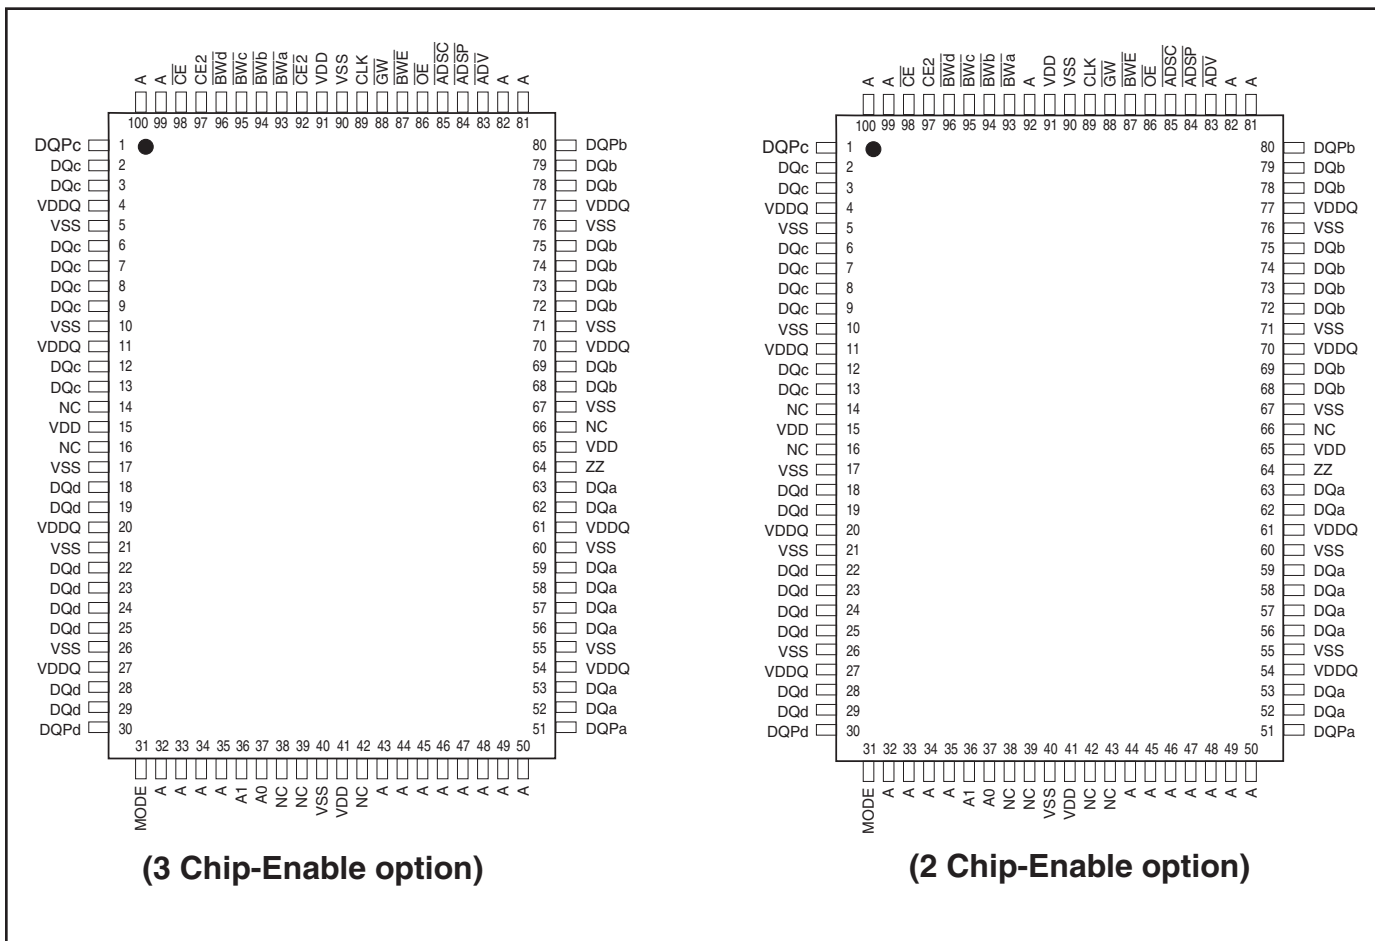 A A CE CE2 BWd BWc BWb BWa CE2 VDD VSS CLK GW BWE OE ADSC ADSP ADV A A
100 99 98 97 96 95 94 93 92 91 90 89 88 87 86 85 84 83 82 81
DQPc 1 80 DQPb
DQc 2 79 DQb
DQc 3 78 DQb
VDDQ 4 77 VDDQ
VSS 5 76 VSS
DQc 6 75 DQb
DQc 7 74 DQb
DQc 8 73 DQb
DQc 9 72 DQb
VSS 10 71 VSS
VDDQ 11 70 VDDQ
DQc 12 69 DQb
DQc 13 68 DQb
NC 14 67 VSS
VDD 15 66 NC
NC 16 65 VDD
VSS 17 64 ZZ
DQd 18 63 DQa
DQd 19 62 DQa
VDDQ 20 61 VDDQ
VSS 21 60 VSS
DQd 22 59 DQa
DQd 23 58 DQa
DQd 24 57 DQa
DQd 25 56 DQa
VSS 26 55 VSS
VDDQ 27 54 VDDQ
DQd 28 53 DQa
DQd 29 52 DQa
DQPd 30 51 DQPa
31 32 33 34 35 36 37 38 39 40 41 42 43 44 45 46 47 48 49 50
MODE A A A A A1 A0 NC NC VSS VDD NC A A A A A A A A
(3 Chip-Enable option)
A A CE CE2 BWd BWc BWb BWa A VDD VSS CLK GW BWE OE ADSC ADSP ADV A A
100 99 98 97 96 95 94 93 92 91 90 89 88 87 86 85 84 83 82 81
DQPc 1 80 DQPb
DQc 2 79 DQb
DQc 3 78 DQb
VDDQ 4 77 VDDQ
VSS 5 76 VSS
DQc 6 75 DQb
DQc 7 74 DQb
DQc 8 73 DQb
DQc 9 72 DQb
VSS 10 71 VSS
VDDQ 11 70 VDDQ
DQc 12 69 DQb
DQc 13 68 DQb
NC 14 67 VSS
VDD 15 66 NC
NC 16 65 VDD
VSS 17 64 ZZ
DQd 18 63 DQa
DQd 19 62 DQa
VDDQ 20 61 VDDQ
VSS 21 60 VSS
DQd 22 59 DQa
DQd 23 58 DQa
DQd 24 57 DQa
DQd 25 56 DQa
VSS 26 55 VSS
VDDQ 27 54 VDDQ
DQd 28 53 DQa
DQd 29 52 DQa
DQPd 30 51 DQPa
31 32 33 34 35 36 37 38 39 40 41 42 43 44 45 46 47 48 49 50
MODE A A A A A1 A0 NC NC VSS VDD NC NC A A A A A A A
(2 Chip-Enable option)